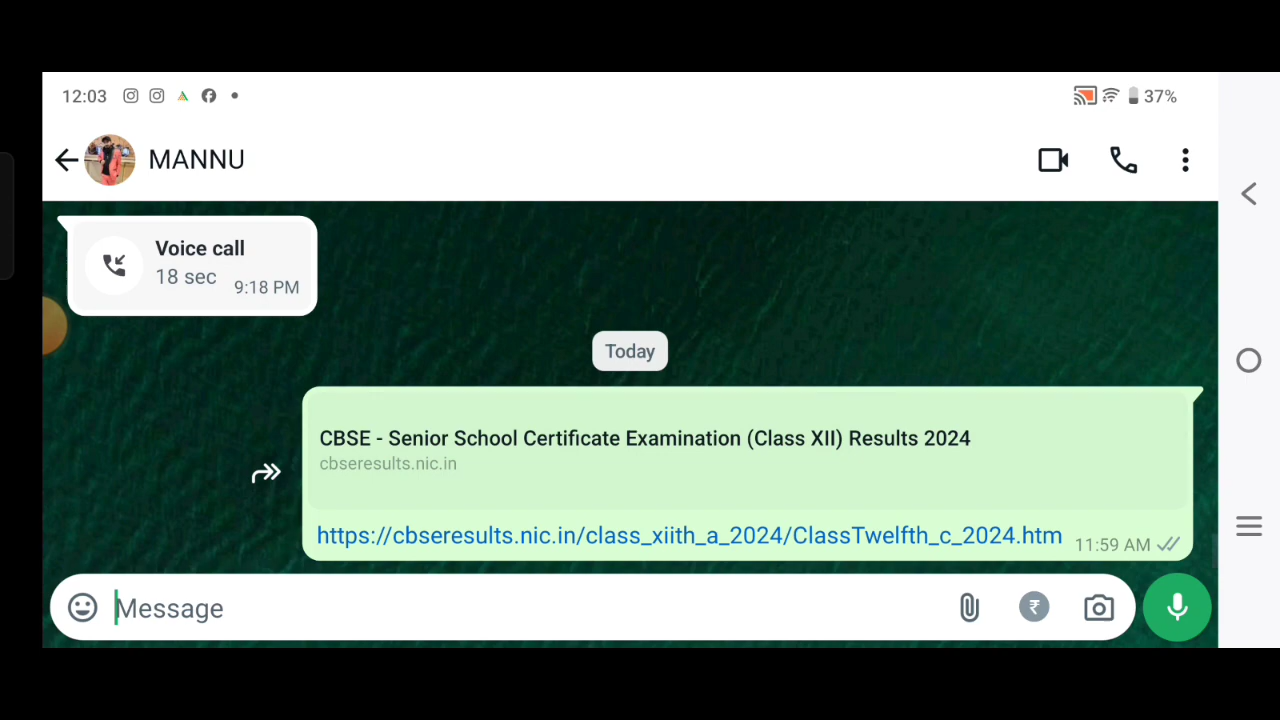 12:03
37%
MANNU
Voice call
18 sec
9:18 PM
Today
CBSE - Senior School Certificate Examination (Class XII) Results 2024
cbseresults.nic.in
https://cbseresults.nic.in/class_xiith_a_2024/ClassTwelfth_c_2024.htm
11:59 AM
Message
₹